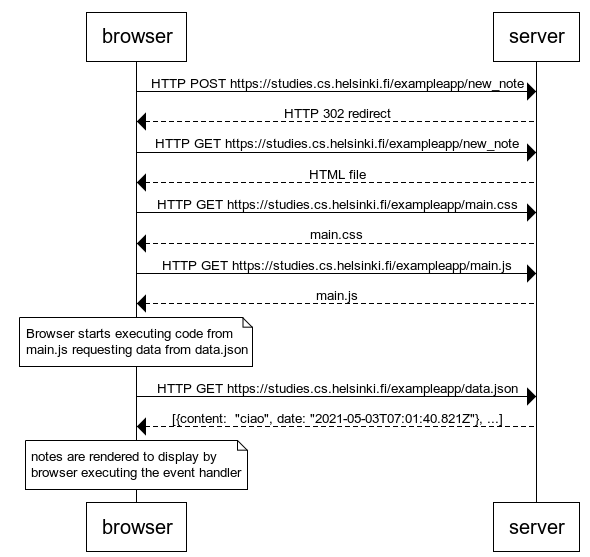 browser
server
HTTP POST https://studies.cs.helsinki.fi/exampleapp/new_note
HTTP 302 redirect
HTTP GET https://studies.cs.helsinki.fi/exampleapp/new_note
HTML file
HTTP GET https://studies.cs.helsinki.fi/exampleapp/main.css
main.css
HTTP GET https://studies.cs.helsinki.fi/exampleapp/main.js
main.js
Browser starts executing code from
main.js requesting data from data.json
HTTP GET https://studies.cs.helsinki.fi/exampleapp/data.json
[{content:  "ciao", date: "2021-05-03T07:01:40.821Z"}, ...]
notes are rendered to display by
browser executing the event handler
browser
server